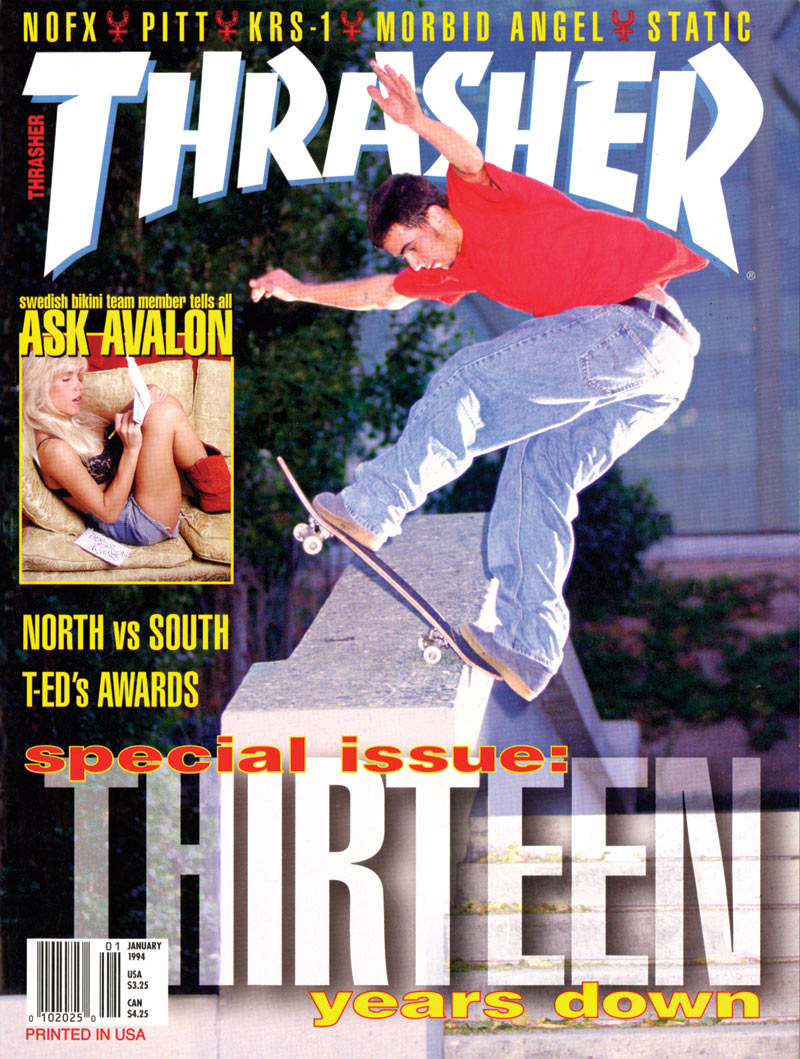 NOFX PITT KRS-1 MORBID ANGEL STATIC
THRASHER
THRASHER
®
swedish bikini team member tells all
ASK AVALON
NORTH vs SOUTH
T-ED's AWARDS
special issue:
THIRTEEN
years down
01 JANUARY
1994
USA
$3.25
CAN
$4.25
0 102025 0
PRINTED IN USA